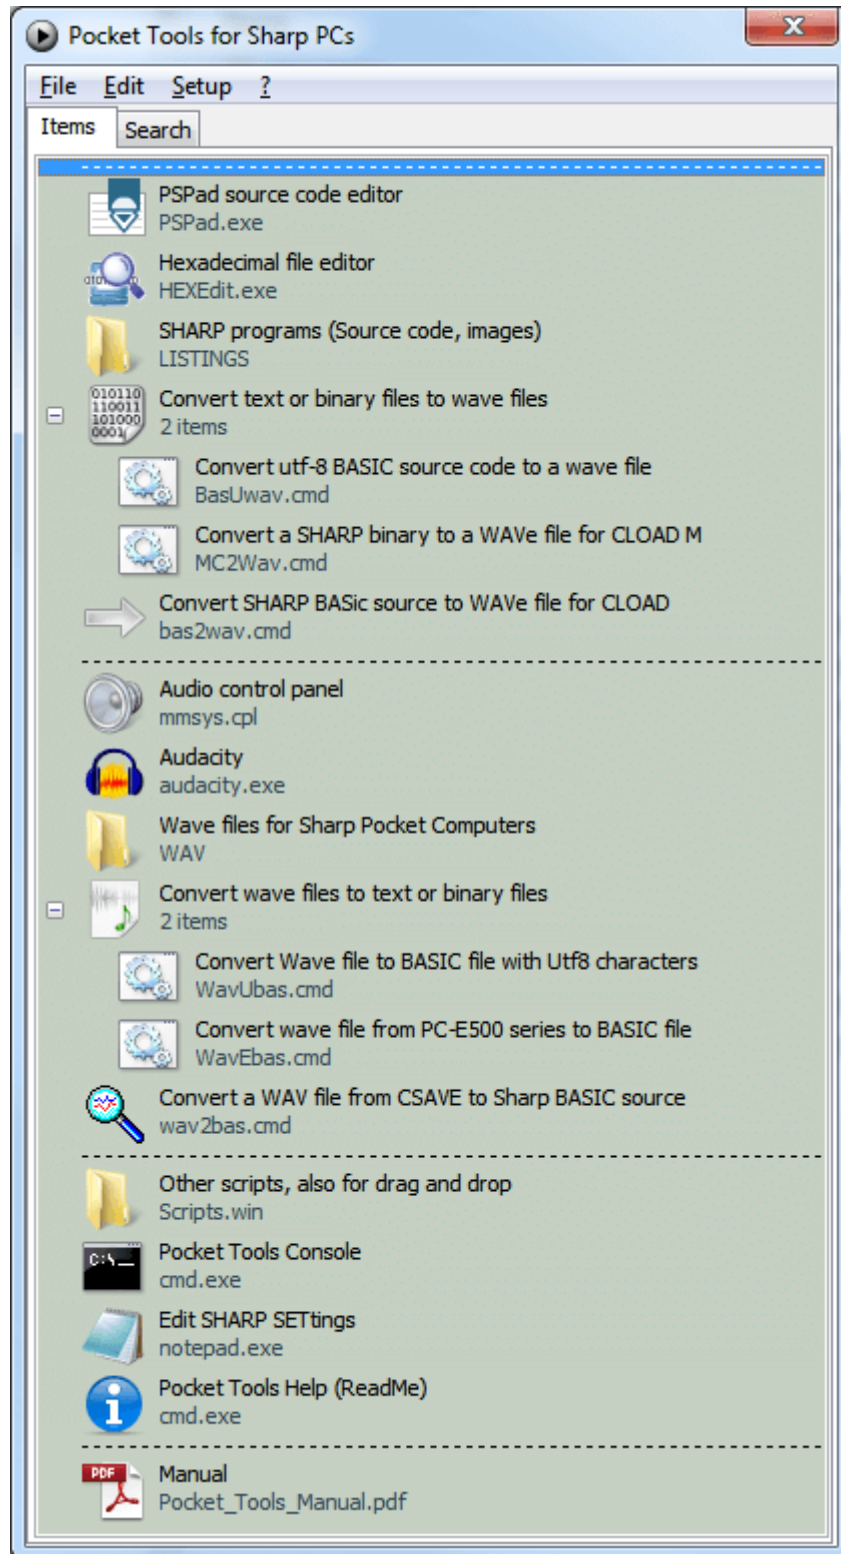 Pocket Tools for Sharp PCs
File Edit Setup ?
Items Search
PSPad source code editor
PSPad.exe
Hexadecimal file editor
HEXEdit.exe
SHARP programs (Source code, images)
LISTINGS
010110
110011
101000
0001
Convert text or binary files to wave files
2 items
Convert utf-8 BASIC source code to a wave file
BasUwav.cmd
Convert a SHARP binary to a WAVe file for CLOAD M
MC2Wav.cmd
Convert SHARP BASic source to WAVe file for CLOAD
bas2wav.cmd
Audio control panel
mmsys.cpl
Audacity
audacity.exe
Wave files for Sharp Pocket Computers
WAV
Convert wave files to text or binary files
2 items
Convert Wave file to BASIC file with Utf8 characters
WavUbas.cmd
Convert wave file from PC-E500 series to BASIC file
WavEbas.cmd
Convert a WAV file from CSAVE to Sharp BASIC source
wav2bas.cmd
Other scripts, also for drag and drop
Scripts.win
C:\_
Pocket Tools Console
cmd.exe
Edit SHARP SETtings
notepad.exe
Pocket Tools Help (ReadMe)
cmd.exe
PDF
Manual
Pocket_Tools_Manual.pdf